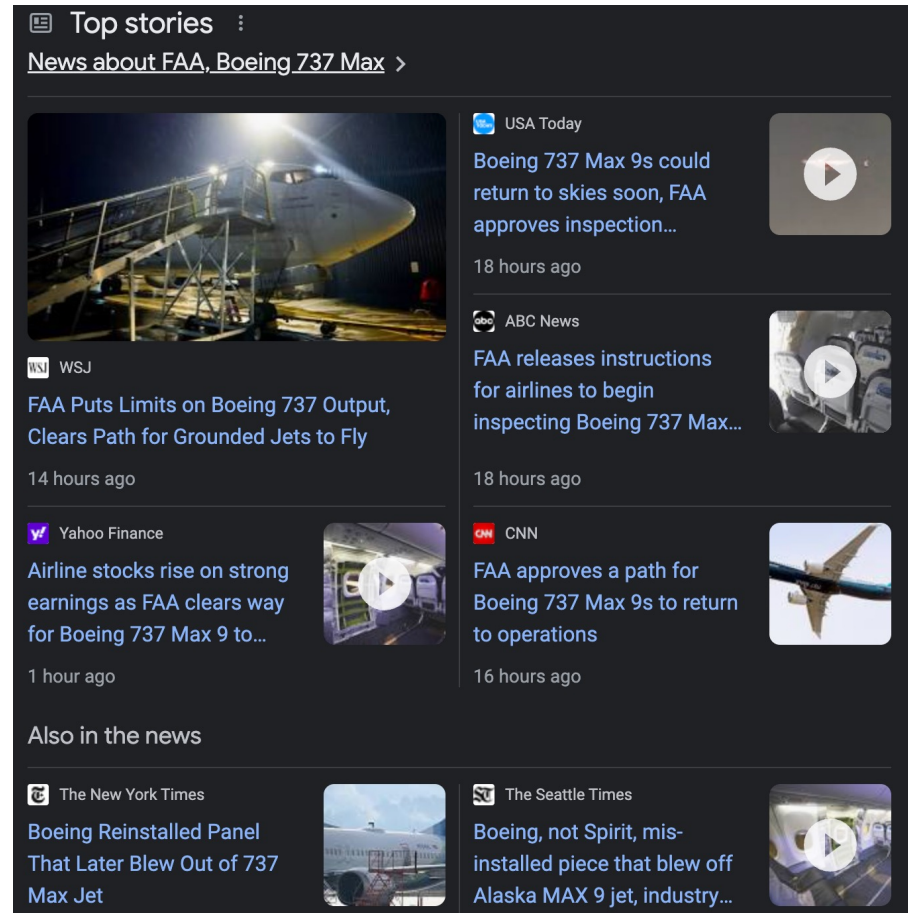 Top stories
News about FAA, Boeing 737 Max
WSJ
WSJ
FAA Puts Limits on Boeing 737 Output,
Clears Path for Grounded Jets to Fly
14 hours ago
USA TODAY
USA Today
Boeing 737 Max 9s could
return to skies soon, FAA
approves inspection...
18 hours ago
abc
ABC News
FAA releases instructions
for airlines to begin
inspecting Boeing 737 Max...
18 hours ago
y!
Yahoo Finance
Airline stocks rise on strong
earnings as FAA clears way
for Boeing 737 Max 9 to...
1 hour ago
CNN
CNN
FAA approves a path for
Boeing 737 Max 9s to return
to operations
16 hours ago
Also in the news
The New York Times
Boeing Reinstalled Panel
That Later Blew Out of 737
Max Jet
The Seattle Times
Boeing, not Spirit, mis-
installed piece that blew off
Alaska MAX 9 jet, industry...